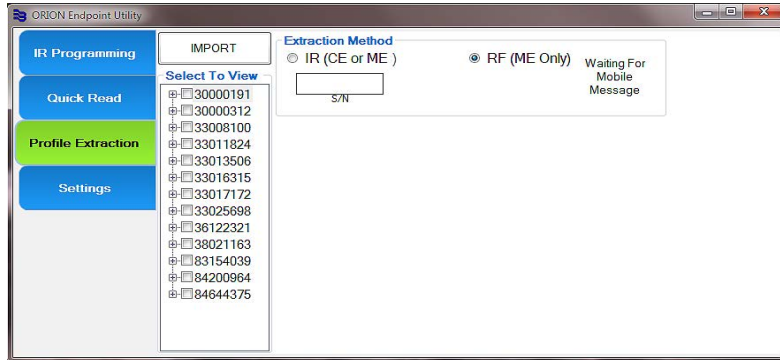 ORION Endpoint Utility
IR Programming
Quick Read
Profile Extraction
Settings
IMPORT
Select To View
30000191
30000312
33008100
33011824
33013506
33016315
33017172
33025698
36122321
38021163
83154039
84200964
84644375
Extraction Method
IR (CE or ME )
RF (ME Only)
S/N
Waiting For
Mobile
Message